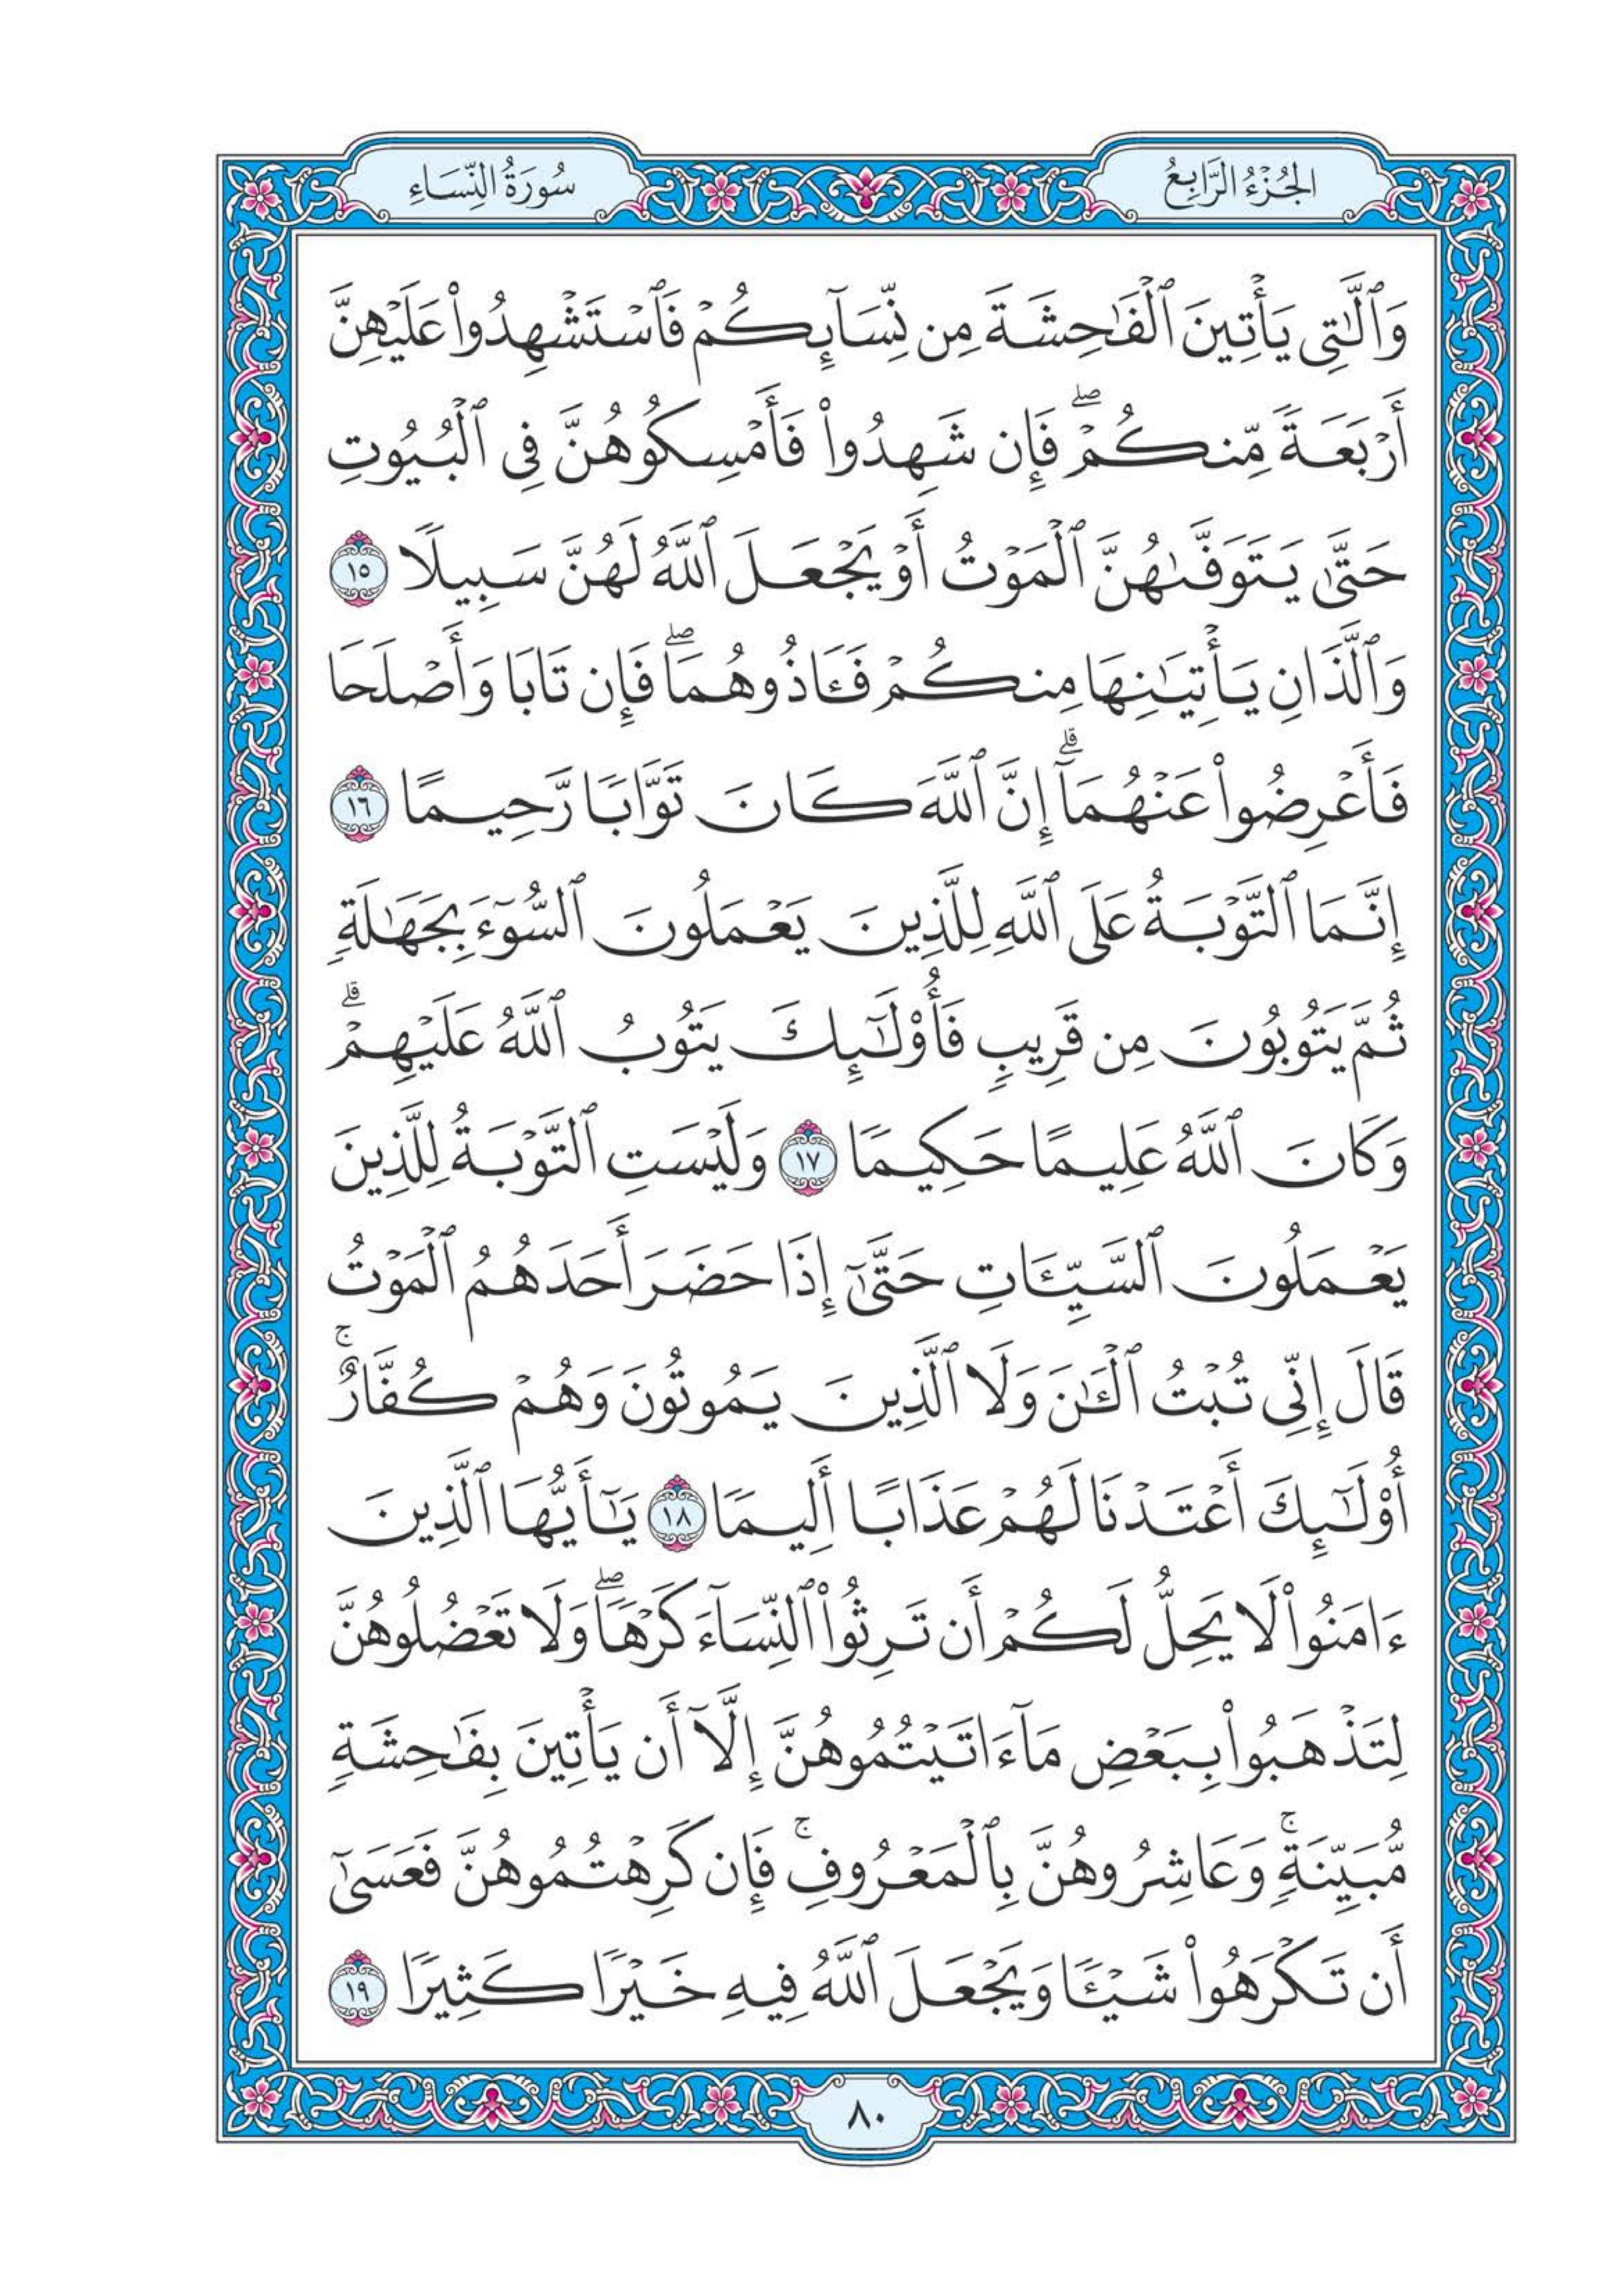 الجُزْءُ الرَّابِعُ
سُورَةُ النِّسَاءِ
وَٱلَّٰتِى يَأۡتِينَ ٱلۡفَٰحِشَةَ مِن نِّسَآئِكُمۡ فَٱسۡتَشۡهِدُواْ عَلَيۡهِنَّ
أَرۡبَعَةٗ مِّنكُمۡۖ فَإِن شَهِدُواْ فَأَمۡسِكُوهُنَّ فِى ٱلۡبُيُوتِ
حَتَّىٰ يَتَوَفَّىٰهُنَّ ٱلۡمَوۡتُ أَوۡ يَجۡعَلَ ٱللَّهُ لَهُنَّ سَبِيلٗا ١٥
وَٱلَّذَانِ يَأۡتِيَٰنِهَا مِنكُمۡ فَـَٔاذُوهُمَاۖ فَإِن تَابَا وَأَصۡلَحَا
فَأَعۡرِضُواْ عَنۡهُمَآۗ إِنَّ ٱللَّهَ كَانَ تَوَّابٗا رَّحِيمًا ١٦
إِنَّمَا ٱلتَّوۡبَةُ عَلَى ٱللَّهِ لِلَّذِينَ يَعۡمَلُونَ ٱلسُّوٓءَ بِجَهَٰلَةٖ
ثُمَّ يَتُوبُونَ مِن قَرِيبٖ فَأُوْلَٰٓئِكَ يَتُوبُ ٱللَّهُ عَلَيۡهِمۡۗ
وَكَانَ ٱللَّهُ عَلِيمًا حَكِيمٗا ١٧ وَلَيۡسَتِ ٱلتَّوۡبَةُ لِلَّذِينَ
يَعۡمَلُونَ ٱلسَّيِّـَٔاتِ حَتَّىٰٓ إِذَا حَضَرَ أَحَدَهُمُ ٱلۡمَوۡتُ
قَالَ إِنِّى تُبۡتُ ٱلۡـَٰٔنَ وَلَا ٱلَّذِينَ يَمُوتُونَ وَهُمۡ كُفَّارٌۚ
أُوْلَٰٓئِكَ أَعۡتَدۡنَا لَهُمۡ عَذَابًا أَلِيمٗا ١٨ يَٰٓأَيُّهَا ٱلَّذِينَ
ءَامَنُواْ لَا يَحِلُّ لَكُمۡ أَن تَرِثُواْ ٱلنِّسَآءَ كَرۡهٗاۖ وَلَا تَعۡضُلُوهُنَّ
لِتَذۡهَبُواْ بِبَعۡضِ مَآ ءَاتَيۡتُمُوهُنَّ إِلَّآ أَن يَأۡتِينَ بِفَٰحِشَةٖ
مُّبَيِّنَةٖۚ وَعَاشِرُوهُنَّ بِٱلۡمَعۡرُوفِۚ فَإِن كَرِهۡتُمُوهُنَّ فَعَسَىٰٓ
أَن تَكۡرَهُواْ شَيۡـٔٗا وَيَجۡعَلَ ٱللَّهُ فِيهِ خَيۡرٗا كَثِيرٗا ١٩
٨٠